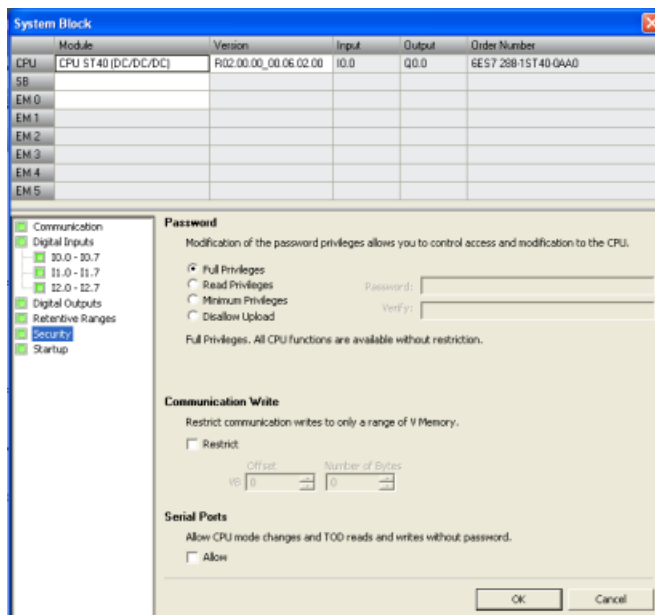 System Block
Module Version Input Output Order Number
CPU CPU ST40 (DC/DC/DC) R02.00.00_00.06.02.00 I0.0 Q0.0 6ES7 288-1ST40-0AA0
SB
EM 0
EM 1
EM 2
EM 3
EM 4
EM 5
Communication
Digital Inputs
I0.0 - I0.7
I1.0 - I1.7
I2.0 - I2.7
Digital Outputs
Retentive Ranges
Security
Startup
Password
Modification of the password privileges allows you to control access and modification to the CPU.
Full Privileges
Read Privileges
Password:
Minimum Privileges
Verify:
Disallow Upload
Full Privileges. All CPU functions are available without restriction.
Communication Write
Restrict communication writes to only a range of V Memory.
Restrict
Offset Number of Bytes
VB 0 0
Serial Ports
Allow CPU mode changes and TOD reads and writes without password.
Allow
OK Cancel